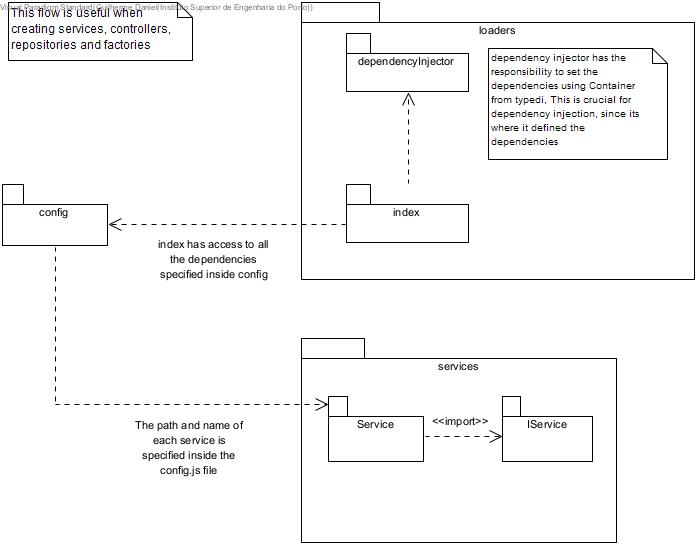 Visual Paradigm Standard(Guilherme Daniel(Instituto Superior de Engenharia do Porto))
This flow is useful when
creating services, controllers,
repositories and factories
loaders
dependencyInjector
dependency injector has the
responsibility to set the
dependencies using Container
from typedi, This is crucial for
dependency injection, since its
where it defined the
dependencies
config
index
index has access to all
the dependencies
specified inside config
services
Service
<<import>>
IService
The path and name of
each service is
specified inside the
config.js file